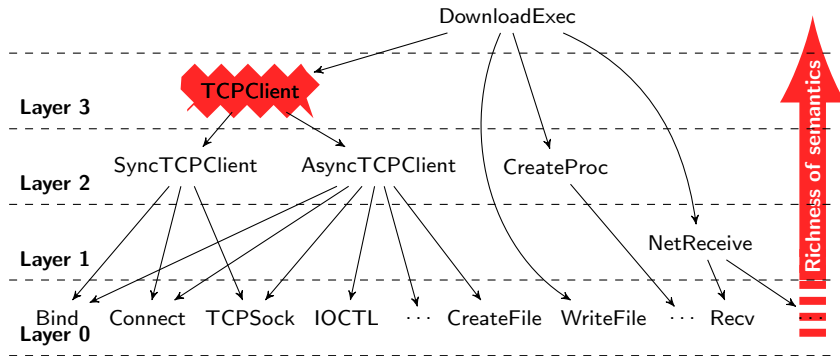 DownloadExec
TCPClient
Layer 3
SyncTCPClient AsyncTCPClient CreateProc
Layer 2
NetReceive
Layer 1
Bind Connect TCPSock IOCTL ... CreateFile WriteFile ... Recv ...
Layer 0
Richness of semantics